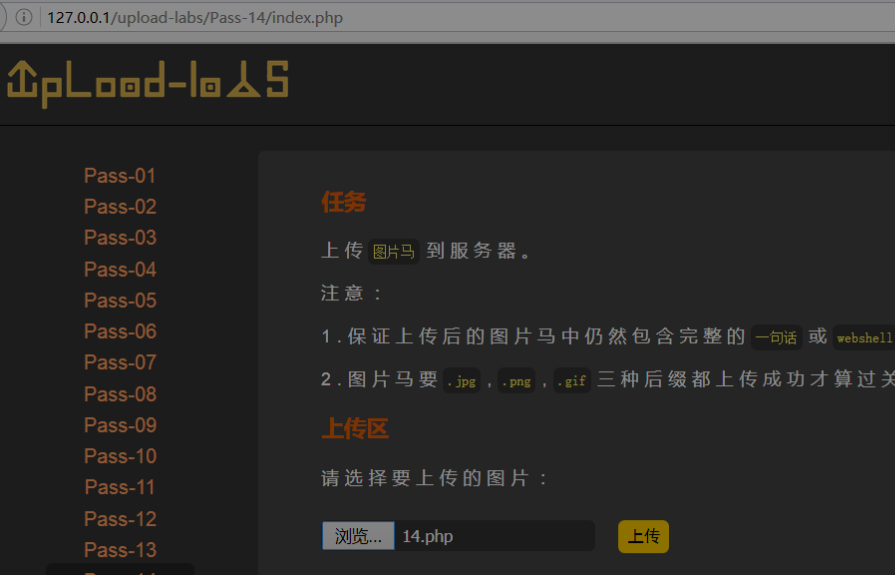 127.0.0.1/upload-labs/Pass-14/index.php
UpLoad-labS
Pass-01
Pass-02
Pass-03
Pass-04
Pass-05
Pass-06
Pass-07
Pass-08
Pass-09
Pass-10
Pass-11
Pass-12
Pass-13
任务
上传 图片马 到服务器。
注意：
1.保证上传后的图片马中仍然包含完整的 一句话 或 webshell
2.图片马要 .jpg , .png , .gif 三种后缀都上传成功才算过
上传区
请选择要上传的图片：
浏览... 14.php 上传